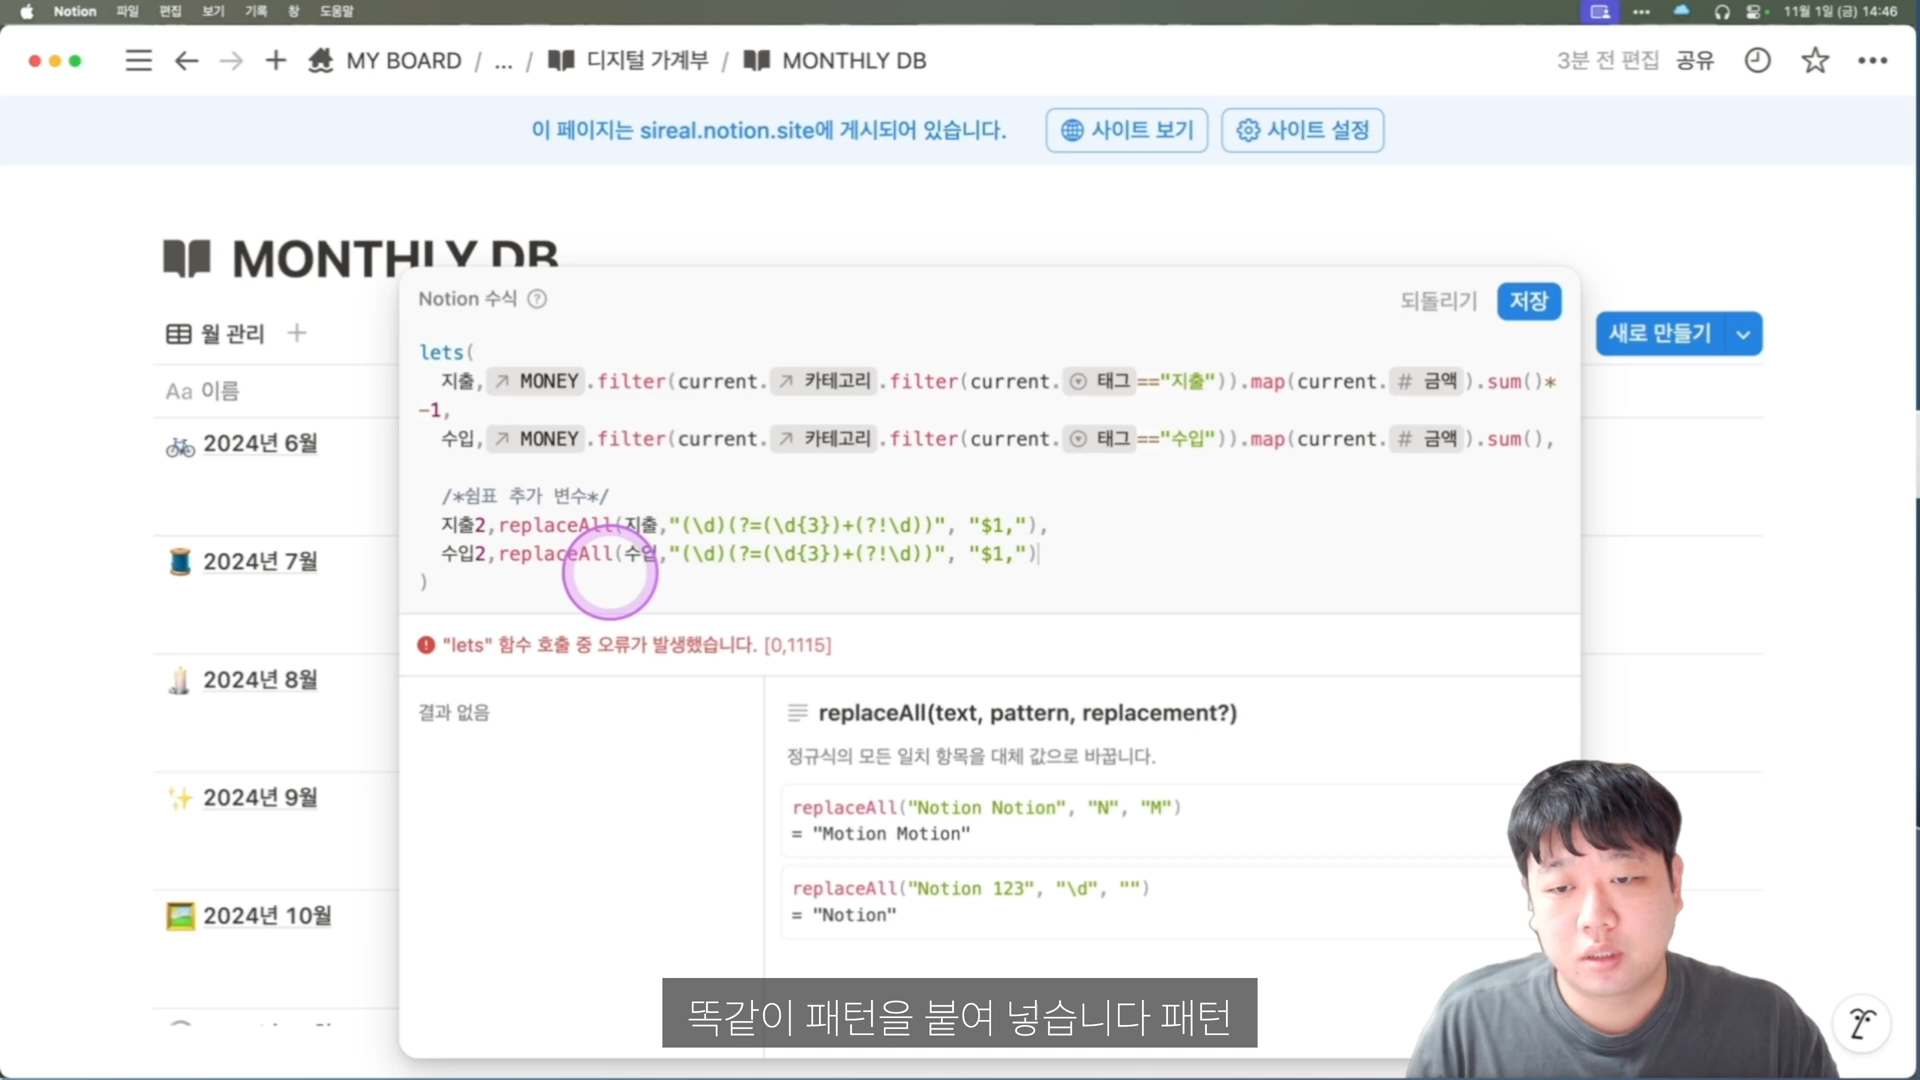 Notion 파일 편집 보기 기록 창 도움말 11월 1일 (금) 14:46
MY BOARD / ... / 디지털 가계부 / MONTHLY DB 3분 전 편집 공유
이 페이지는 sireal.notion.site에 게시되어 있습니다. 사이트 보기 사이트 설정
MONTHLY DB
Notion 수식 되돌리기 저장
월 관리 새로 만들기
Aa 이름
2024년 6월
2024년 7월
2024년 8월
2024년 9월
2024년 10월
lets(
지출, MONEY.filter(current. 카테고리.filter(current. 태그=="지출")).map(current. # 금액).sum()*
-1,
수입, MONEY.filter(current. 카테고리.filter(current. 태그=="수입")).map(current. # 금액).sum(),
/*쉼표 추가 변수*/
지출2,replaceAll(지출,"(\d)(?=(\d{3})+(?!\d))", "$1,"),
수입2,replaceAll(수입,"(\d)(?=(\d{3})+(?!\d))", "$1,")
)
"lets" 함수 호출 중 오류가 발생했습니다. [0,1115]
결과 없음
replaceAll(text, pattern, replacement?)
정규식의 모든 일치 항목을 대체 값으로 바꿉니다.
replaceAll("Notion Notion", "N", "M")
= "Motion Motion"
replaceAll("Notion 123", "\d", "")
= "Notion"
똑같이 패턴을 붙여 넣습니다 패턴